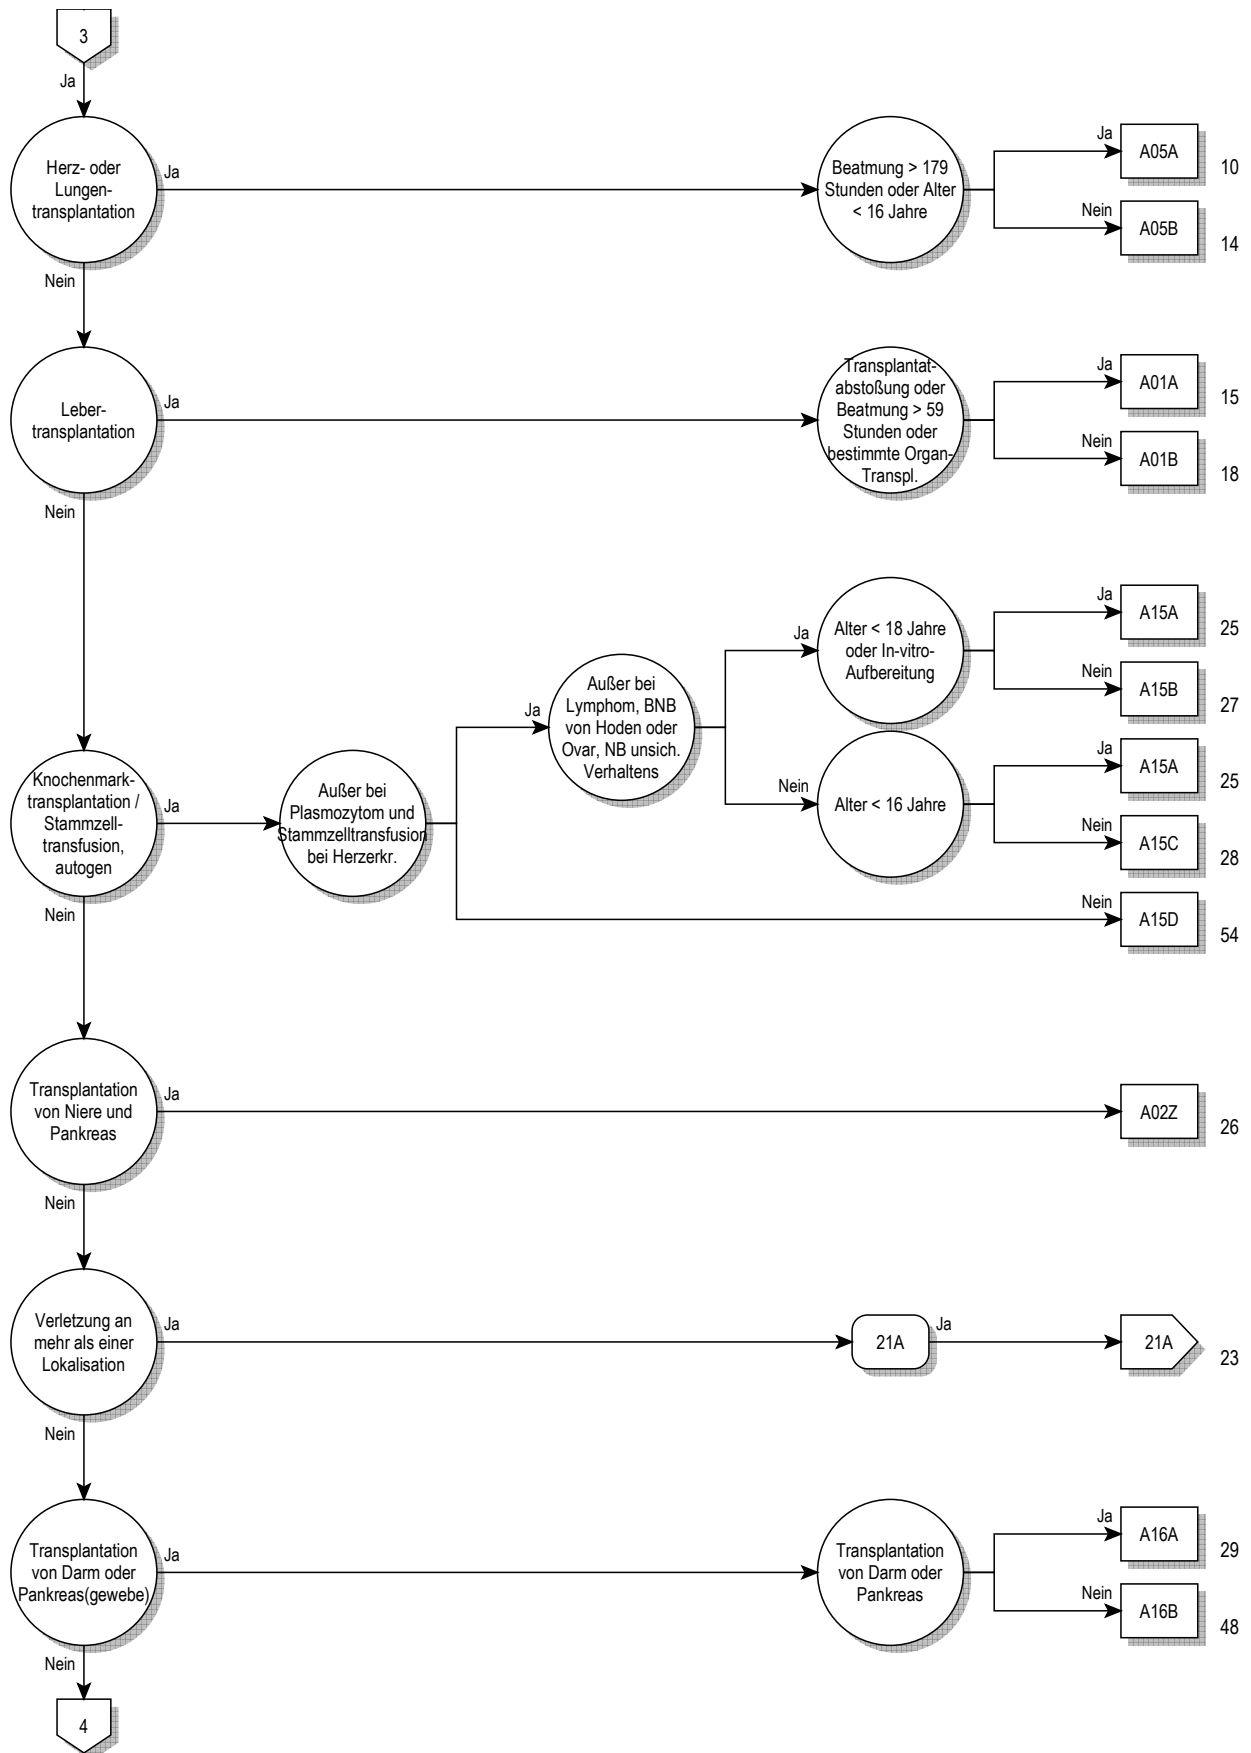 3
Ja
Herz- oder
Lungen-
transplantation
Ja
Beatmung > 179
Stunden oder Alter
< 16 Jahre
Ja
A05A
10
Nein
A05B
14
Nein
Leber-
transplantation
Ja
Transplantat-
abstoßung oder
Beatmung > 59
Stunden oder
bestimmte Organ-
Transpl.
Ja
A01A
15
Nein
A01B
18
Nein
Knochenmark-
transplantation /
Stammzell-
transfusion,
autogen
Ja
Außer bei
Plasmozytom und
Stammzelltransfusion
bei Herzerkr.
Ja
Außer bei
Lymphom, BNB
von Hoden oder
Ovar, NB unsich.
Verhaltens
Ja
Alter < 18 Jahre
oder In-vitro-
Aufbereitung
Ja
A15A
25
Nein
A15B
27
Nein
Alter < 16 Jahre
Ja
A15A
25
Nein
A15C
28
Nein
A15D
54
Nein
Transplantation
von Niere und
Pankreas
Ja
A02Z
26
Nein
Verletzung an
mehr als einer
Lokalisation
Ja
21A
Ja
21A
23
Nein
Transplantation
von Darm oder
Pankreas(gewebe)
Ja
Transplantation
von Darm oder
Pankreas
Ja
A16A
29
Nein
A16B
48
Nein
4